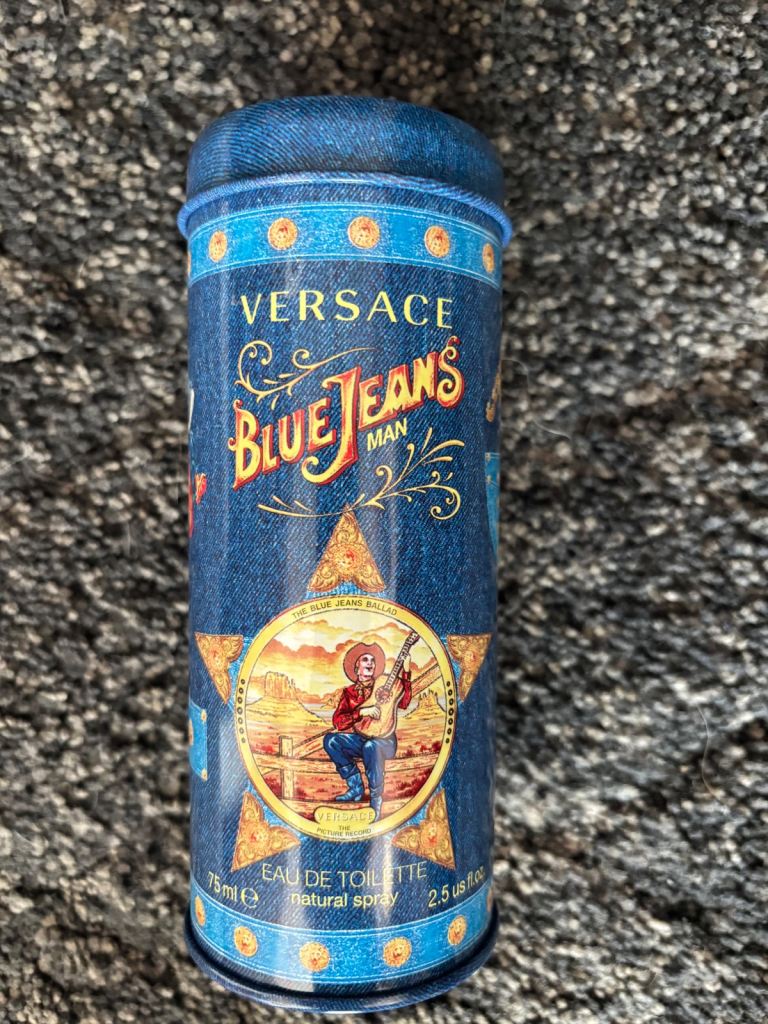 VERSACE
BLUE JEANS
MAN
THE BLUE JEANS BALLAD
VERSACE
THE
PICTURE RECORD
EAU DE TOILETTE
75 ml ℮ natural spray 2.5 us fl.oz.